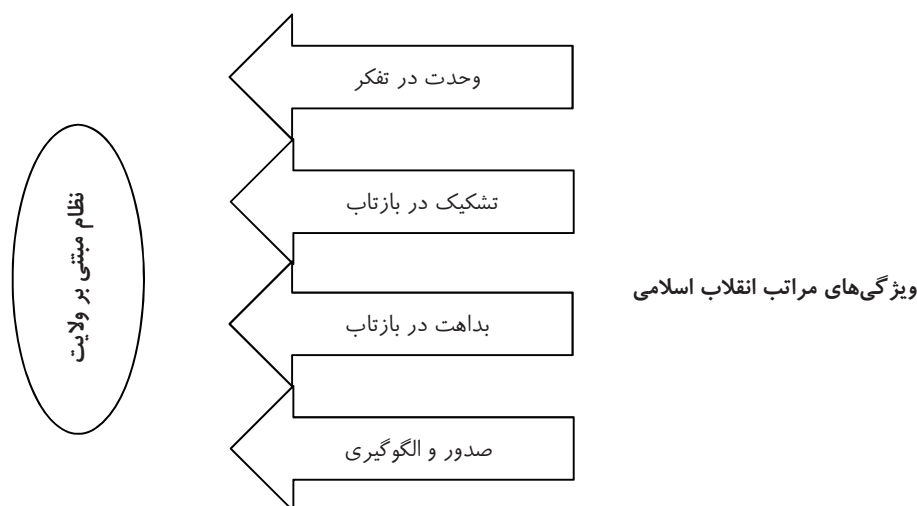 ویژگی‌های مراتب انقلاب اسلامی
وحدت در تفکر
تشکیک در بازتاب
بداهت در بازتاب
صدور و الگوگیری
نظام مبتنی بر ولایت